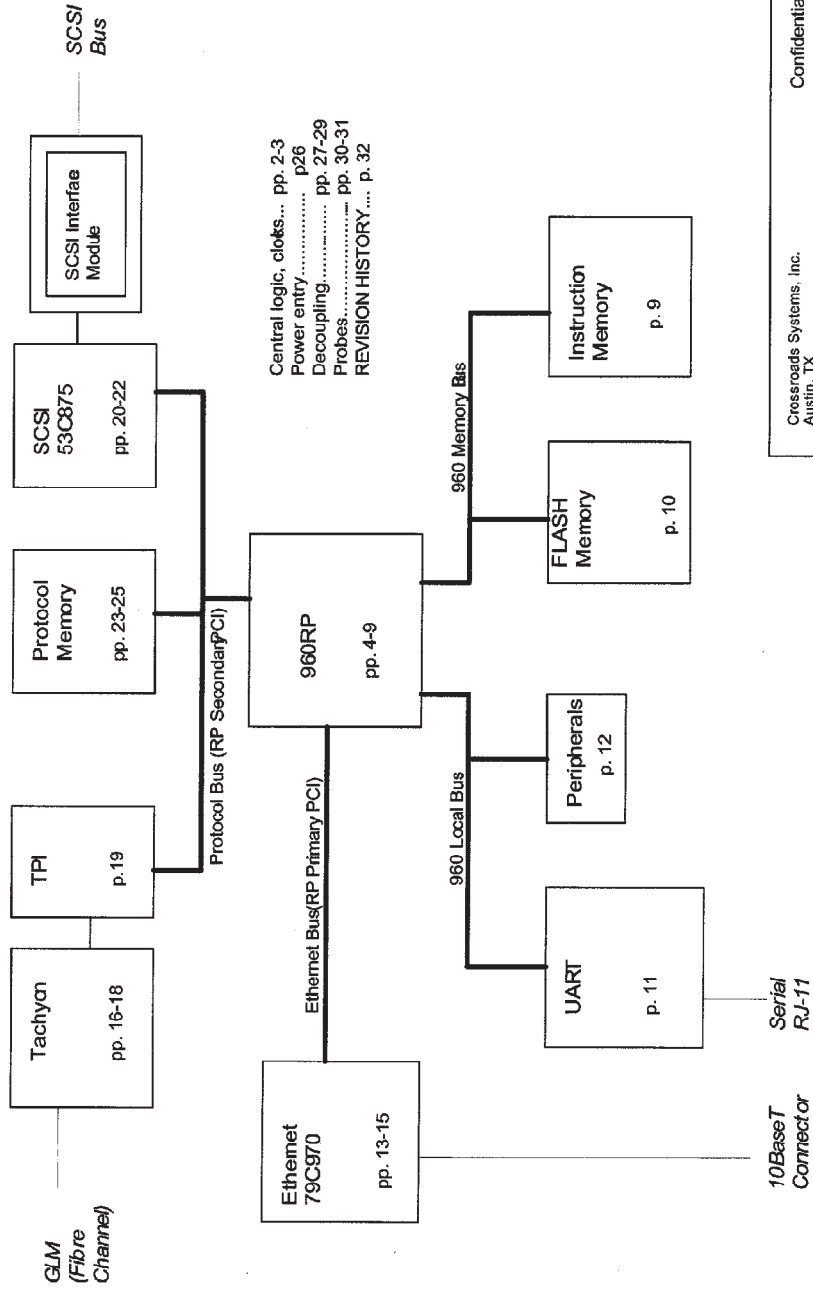 GLM
(Fibre
Channel)
Tachyon
pp. 16-18
TPI
p.19
Protocol
Memory
pp. 23-25
SCSI
53C875
pp. 20-22
SCSI Interfae
Module
SCSI
Bus
Protocol Bus (RP SecondaryPCI)
Ethernet Bus(RP Primary PCI)
960RP
pp. 4-9
Central logic, cloks... pp. 2-3
Power entry................ p26
Decoupling.............. pp. 27-29
Probes...................... pp. 30-31
REVISION HISTORY.... p. 32
Ethernet
79C970
pp. 13-15
960 Local Bus
960 Memory Bus
UART
p. 11
Peripherals
p. 12
FLASH
Memory
p. 10
Instruction
Memory
p. 9
10BaseT
Connector
Serial
RJ-11
Crossroads Systems, Inc.
Austin, TX